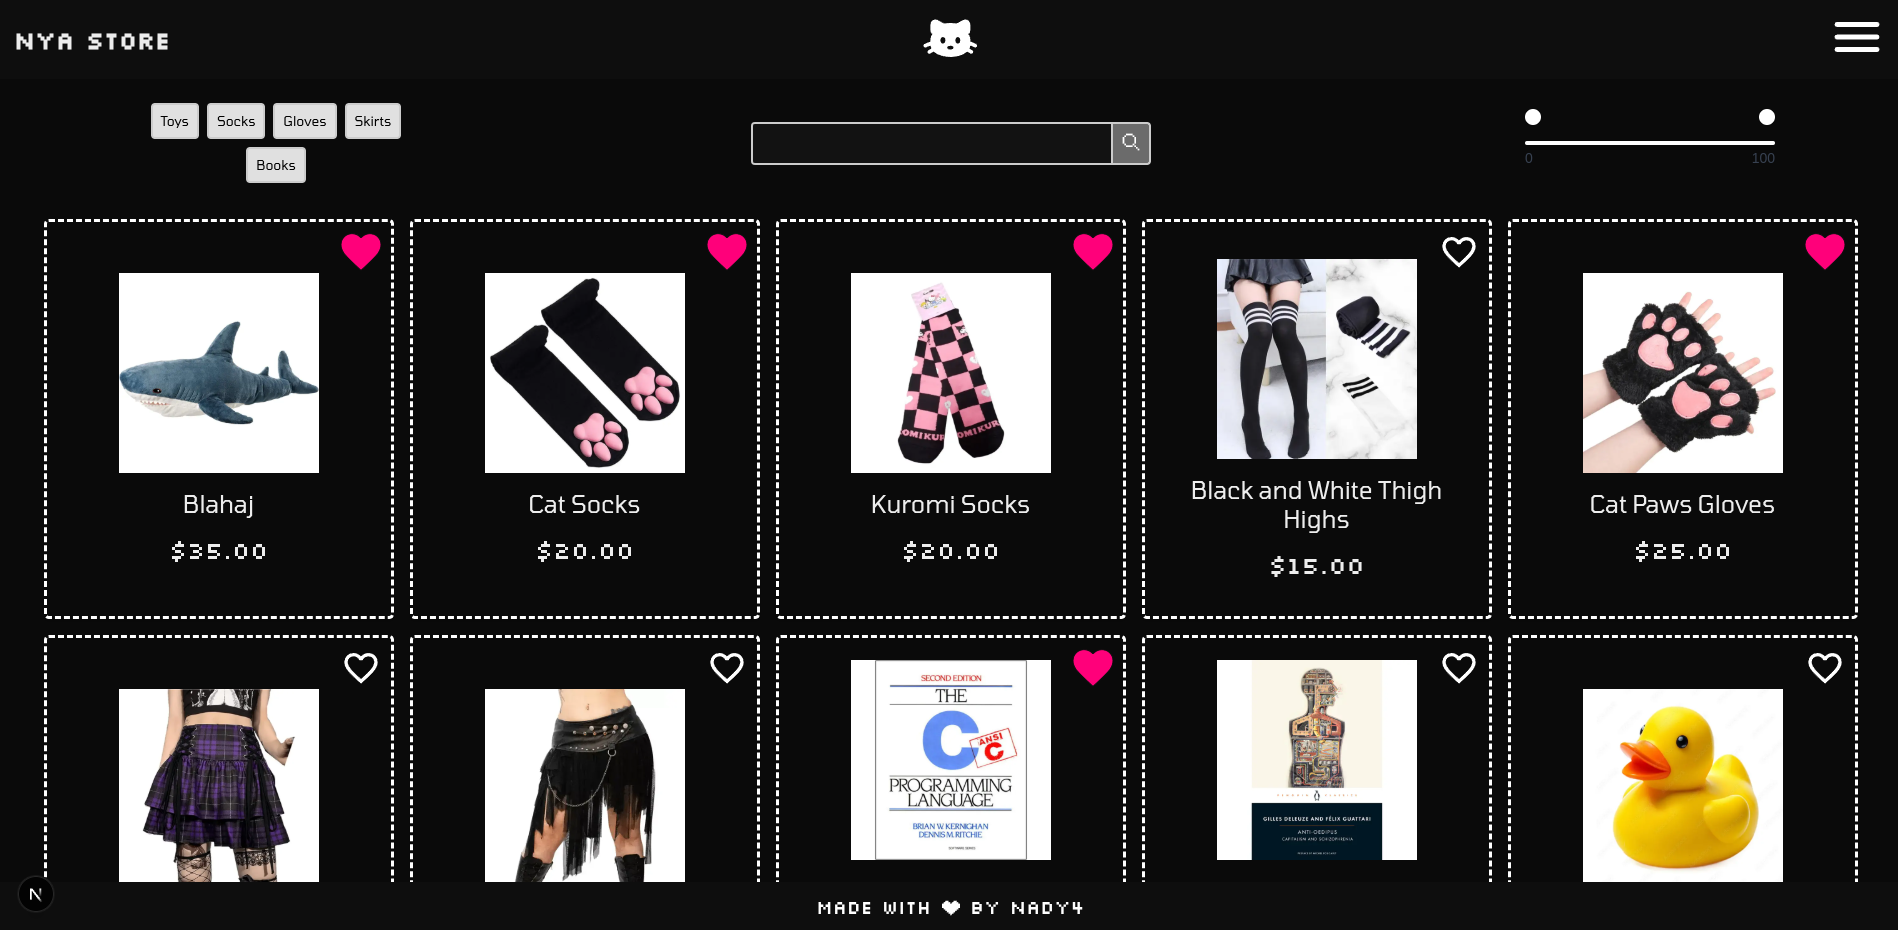 NYA STORE
Toys Socks Gloves Skirts
Books
0 100
Blahaj
$35.00
Cat Socks
$20.00
OMIKUR OMIKUR
Kuromi Socks
$20.00
Black and White Thigh
Highs
$15.00
Cat Paws Gloves
$25.00
SECOND EDITION
THE
C
ANSI
C
PROGRAMMING
LANGUAGE
BRIAN W. KERNIGHAN
DENNIS M. RITCHIE
GILLES DELEUZE AND FÉLIX GUATTARI
ANTI-OEDIPUS
CAPITALISM AND SCHIZOPHRENIA
N
MADE WITH ♥ BY NADY4